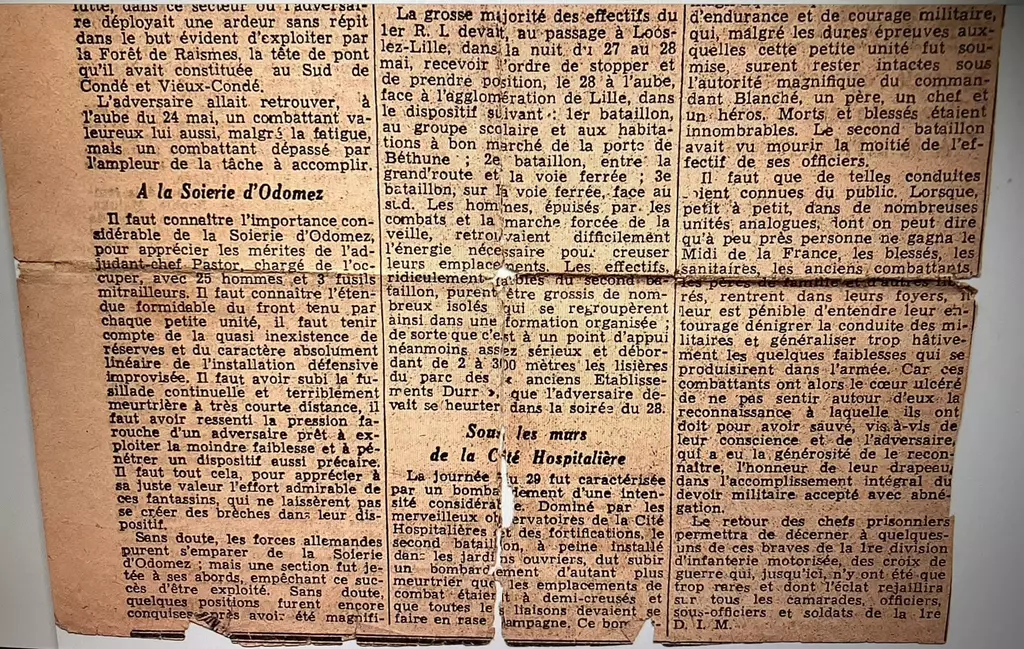 lutte, dans ce secteur où l'adversai-
re déployait une ardeur sans répit
dans le but évident d'exploiter par
la Forêt de Raismes, la tête de pont
qu'il avait constituée au Sud de
Condé et Vieux-Condé.
L'adversaire allait retrouver, à
l'aube du 24 mai, un combattant va-
leureux lui aussi, malgré la fatigue,
mais un combattant dépassé par
l'ampleur de la tâche à accomplir.
A la Soierie d'Odomez
Il faut connaître l'importance con-
sidérable de la Soierie d'Odomez,
pour apprécier les mérites de l'ad-
judant-chef Pastor, chargé de l'oc-
cuper, avec 25 hommes et 3 fusils
mitrailleurs. Il faut connaître l'éten-
que formidable du front tenu par
chaque petite unité, il faut tenir
compte de la quasi inexistence de
réserves et du caractère absolument
linéaire de l'installation défensive
improvisée. Il faut avoir subi la fu-
sillade continuelle et terriblement
meurtrière à très courte distance, il
faut avoir ressenti la pression fa-
rouche d'un adversaire prêt à ex-
ploiter la moindre faiblesse et à pé-
nétrer un dispositif aussi précaire.
Il faut tout cela, pour apprécier à
sa juste valeur l'effort admirable de
ces fantassins, qui ne laissèrent pas
se créer des brèches dans leur dis-
positif.
Sans doute, les forces allemandes
purent s'emparer de la Soierie
d'Odomez ; mais une section fut je-
tée à ses abords, empêchant ce suc-
cès d'être exploité. Sans doute,
quelques positions furent encore
conquises après avoir été magnifi-
La grosse majorité des effectifs du
1er R. I. devait, au passage à Loos-
lez-Lille, dans la nuit du 27 au 28
mai, recevoir l'ordre de stopper et
de prendre position, le 28 à l'aube,
face à l'agglomération de Lille, dans
le dispositif suivant : 1er bataillon,
au groupe scolaire et aux habita-
tions à bon marché de la porte de
Béthune ; 2e bataillon, entre la
grand'route et la voie ferrée ; 3e
bataillon, sur la voie ferrée, face au
sud. Les hommes, épuisés par les
combats et la marche forcée de la
veille, retrouvaient difficilement
l'énergie nécessaire pour creuser
leurs emplacements. Les effectifs,
ridiculement faibles du second ba-
taillon, purent être grossis de nom-
breux isolés qui se regroupèrent
ainsi dans une formation organisée ;
de sorte que c'est à un point d'appui
néanmoins assez sérieux et débor-
dant de 2 à 300 mètres les lisières
du parc des « anciens Etablisse-
ments Durr », que l'adversaire de-
vait se heurter dans la soirée du 28.
Sous les murs
de la Cité Hospitalière
La journée du 29 fut caractérisée
par un bombardement d'une inten-
sité considérable. Dominé par les
merveilleux observatoires de la Cité
Hospitalières et des fortifications, le
second bataillon, à peine installé
dans les jardins ouvriers, dut subir
un bombardement d'autant plus
meurtrier que les emplacements de
combat étaient à demi-creusés et
que toutes les liaisons devaient se
faire en rase campagne. Ce bom-
d'endurance et de courage militaire,
qui, malgré les dures épreuves aux-
quelles cette petite unité fut sou-
mise, surent rester intactes sous
l'autorité magnifique du comman-
dant Blanché, un père, un chef et
un héros. Morts et blessés étaient
innombrables. Le second bataillon
avait vu mourir la moitié de l'ef-
fectif de ses officiers.
Il faut que de telles conduites
soient connues du public. Lorsque,
petit à petit, dans de nombreuses
unités analogues, dont on peut dire
qu'à peu près personne ne gagna le
Midi de la France, les blessés, les
sanitaires, les anciens combattants,
les pères de famille et d'autres libé-
rés, rentrent dans leurs foyers, il
leur est pénible d'entendre leur en-
tourage dénigrer la conduite des mi-
litaires et généraliser trop hâtive-
ment les quelques faiblesses qui se
produisirent dans l'armée. Car ces
combattants ont alors le cœur ulcéré
de ne pas sentir autour d'eux la
reconnaissance à laquelle ils ont
doit pour avoir sauvé, vis-à-vis de
leur conscience et de l'adversaire,
qui a eu la générosité de le recon-
naître, l'honneur de leur drapeau,
dans l'accomplissement intégral du
devoir militaire accepté avec abné-
gation.
Le retour des chefs prisonniers
permettra de décerner à quelques-
uns de ces braves de la 1re division
d'infanterie motorisée, des croix de
guerre qui, jusqu'ici, n'y ont été que
trop rares et dont l'éclat rejaillira
sur tous les camarades, officiers,
sous-officiers et soldats de la 1re
D. I. M.